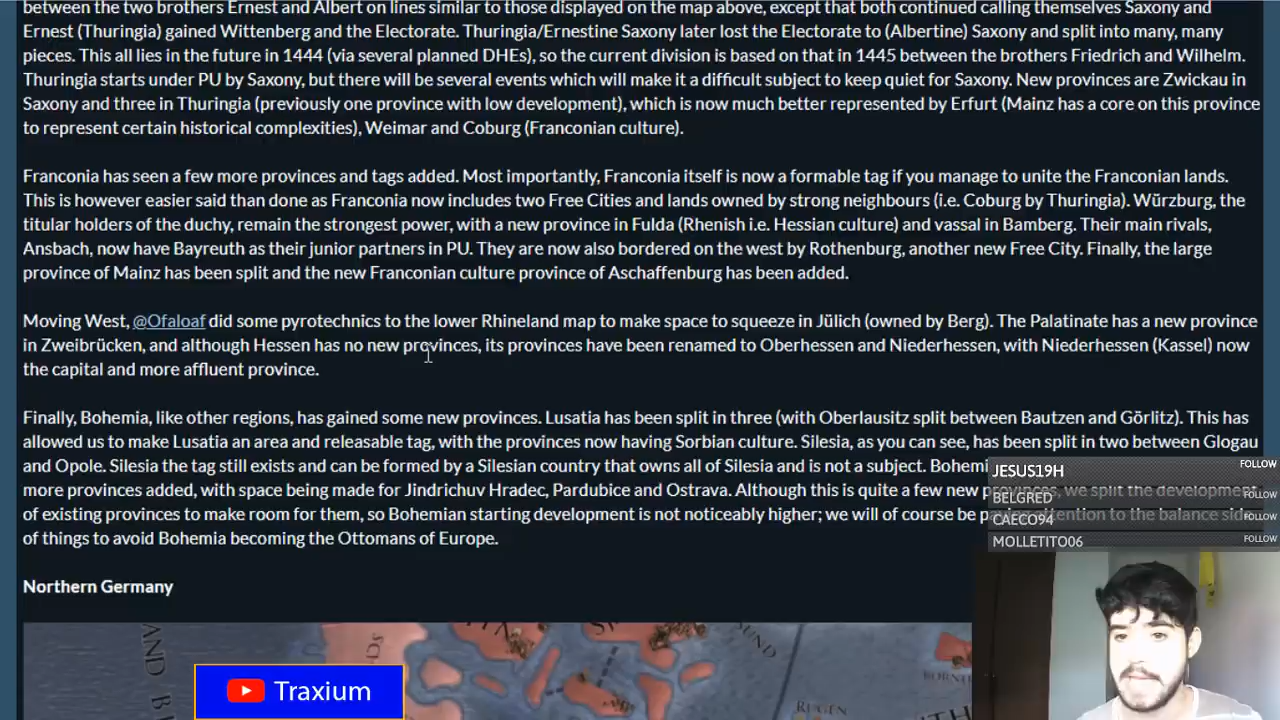 between the two brothers Ernest and Albert on lines similar to those displayed on the map above, except that both continued calling themselves Saxony and
Ernest (Thuringia) gained Wittenberg and the Electorate. Thuringia/Ernestine Saxony later lost the Electorate to (Albertine) Saxony and split into many, many
pieces. This all lies in the future in 1444 (via several planned DHEs), so the current division is based on that in 1445 between the brothers Friedrich and Wilhelm.
Thuringia starts under PU by Saxony, but there will be several events which will make it a difficult subject to keep quiet for Saxony. New provinces are Zwickau in
Saxony and three in Thuringia (previously one province with low development), which is now much better represented by Erfurt (Mainz has a core on this province
to represent certain historical complexities), Weimar and Coburg (Franconian culture).
Franconia has seen a few more provinces and tags added. Most importantly, Franconia itself is now a formable tag if you manage to unite the Franconian lands.
This is however easier said than done as Franconia now includes two Free Cities and lands owned by strong neighbours (i.e. Coburg by Thuringia). Würzburg, the
titular holders of the duchy, remain the strongest power, with a new province in Fulda (Rhenish i.e. Hessian culture) and vassal in Bamberg. Their main rivals,
Ansbach, now have Bayreuth as their junior partners in PU. They are now also bordered on the west by Rothenburg, another new Free City. Finally, the large
province of Mainz has been split and the new Franconian culture province of Aschaffenburg has been added.
Moving West, @Ofaloaf did some pyrotechnics to the lower Rhineland map to make space to squeeze in Jülich (owned by Berg). The Palatinate has a new province
in Zweibrücken, and although Hessen has no new provinces, its provinces have been renamed to Oberhessen and Niederhessen, with Niederhessen (Kassel) now
the capital and more affluent province.
Finally, Bohemia, like other regions, has gained some new provinces. Lusatia has been split in three (with Oberlausitz split between Bautzen and Görlitz). This has
allowed us to make Lusatia an area and releasable tag, with the provinces now having Sorbian culture. Silesia, as you can see, has been split in two between Glogau
and Opole. Silesia the tag still exists and can be formed by a Silesian country that owns all of Silesia and is not a subject. Bohemi
more provinces added, with space being made for Jindrichuv Hradec, Pardubice and Ostrava. Although this is quite a few new provinces, we split the development
of existing provinces to make room for them, so Bohemian starting development is not noticeably higher; we will of course be paying attention to the balance side
of things to avoid Bohemia becoming the Ottomans of Europe.
JESUS19H FOLLOW
BELGRED FOLLOW
CAECO94 FOLLOW
MOLLETITO06 FOLLOW
Northern Germany
Traxium